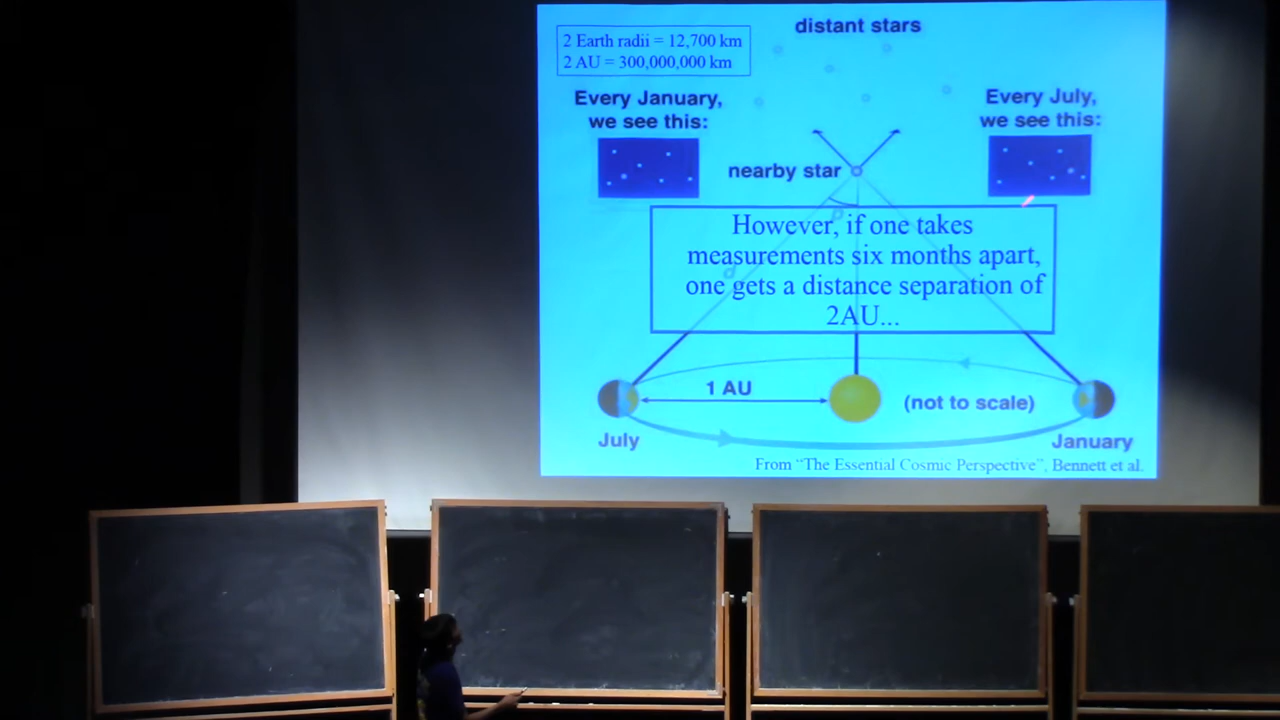 distant stars
2 Earth radii = 12,700 km
2 AU = 300,000,000 km
Every January,
we see this:
Every July,
we see this:
nearby star
p
However, if one takes
measurements six months apart,
one gets a distance separation of
2AU...
d
1 AU
(not to scale)
July
January
From “The Essential Cosmic Perspective”, Bennett et al.